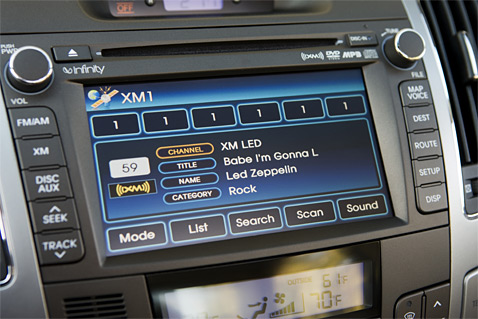 DISC-IN
PUSH
PWR
Infinity
XM
DVD
MP3
FILE
VOL
XM1
MAP
VOICE
FM/AM
1 1 1 1 1 1
DEST
XM
CHANNEL XM LED
59
TITLE Babe I'm Gonna L
ROUTE
DISC
AUX
XM
NAME Led Zeppelin
CATEGORY Rock
SETUP
SEEK
DISP
TRACK
Mode List Search Scan Sound
OUTSIDE 61°F
70°F